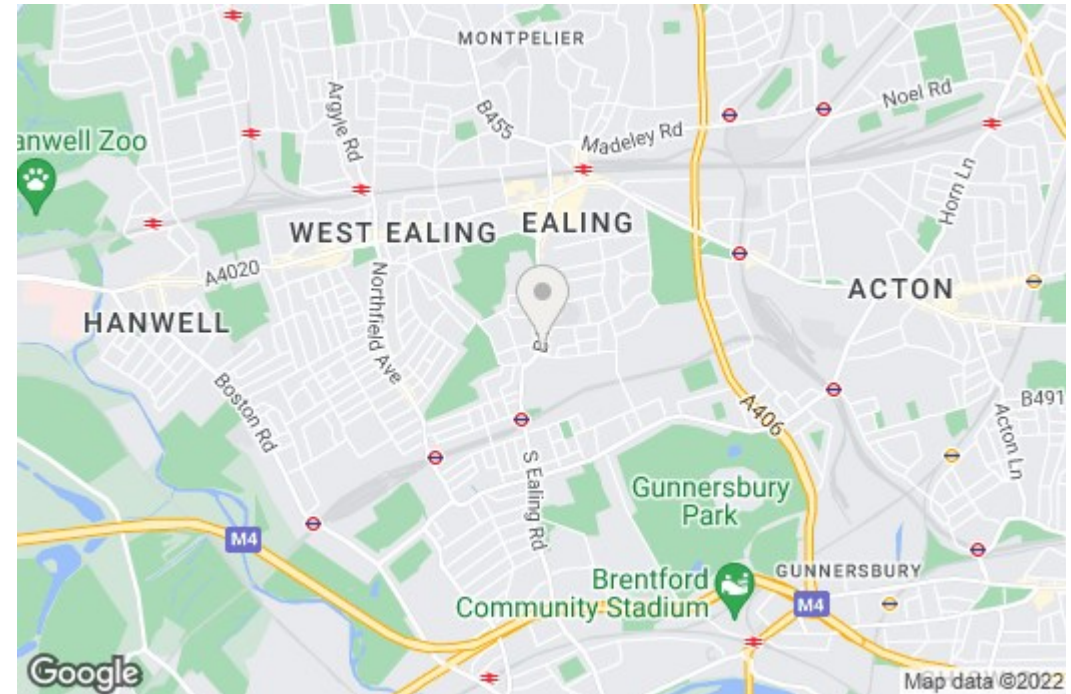 MONTPELIER
Noel Rd
Argyle Rd
B455
Madeley Rd
anwell Zoo
Horn Ln
WEST EALING
EALING
A4020
Northfield Ave
ACTON
HANWELL
Boston Rd
A406
B491
Acton Ln
S Ealing Rd
Gunnersbury
Park
M4
Brentford
Community Stadium
GUNNERSBURY
M4
Google
Map data ©2022